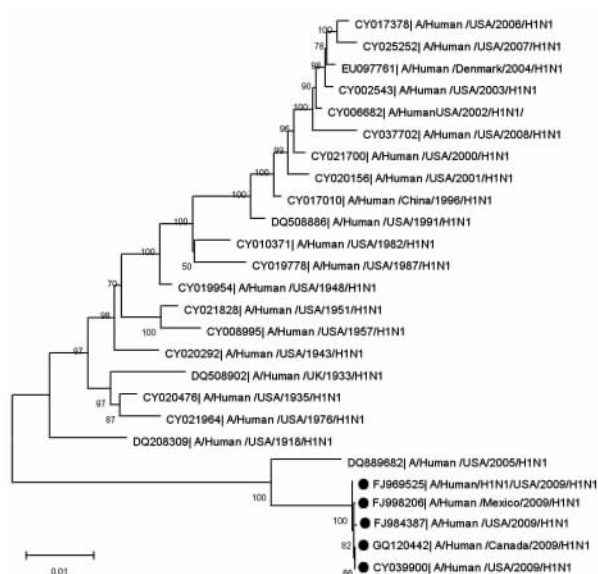 CY017378| A/Human /USA/2006/H1N1
100
CY025252| A/Human /USA/2007/H1N1
78
EU097761| A/Human /Denmark/2004/H1N1
98
CY002543| A/Human /USA/2003/H1N1
90
CY006682| A/HumanUSA/2002/H1N1/
100
CY037702| A/Human /USA/2008/H1N1
96
CY021700| A/Human /USA/2000/H1N1
99
CY020156| A/Human /USA/2001/H1N1
100
CY017010| A/Human /China/1996/H1N1
100
DQ508886| A/Human /USA/1991/H1N1
100
CY010371| A/Human /USA/1982/H1N1
100
CY019778| A/Human /USA/1987/H1N1
50
CY019954| A/Human /USA/1948/H1N1
70
CY021828| A/Human /USA/1951/H1N1
98
CY008995| A/Human /USA/1957/H1N1
100
CY020292| A/Human /USA/1943/H1N1
97
DQ508902| A/Human /UK/1933/H1N1
CY020476| A/Human /USA/1935/H1N1
97
CY021964| A/Human /USA/1976/H1N1
87
DQ208309| A/Human /USA/1918/H1N1
DQ889682| A/Human /USA/2005/H1N1
FJ969525| A/Human/H1N1/USA/2009/H1N1
100
FJ998206| A/Human /Mexico/2009/H1N1
100
FJ984387| A/Human /USA/2009/H1N1
82
GQ120442| A/Human /Canada/2009/H1N1
CY039900| A/Human /USA/2009/H1N1
0.01